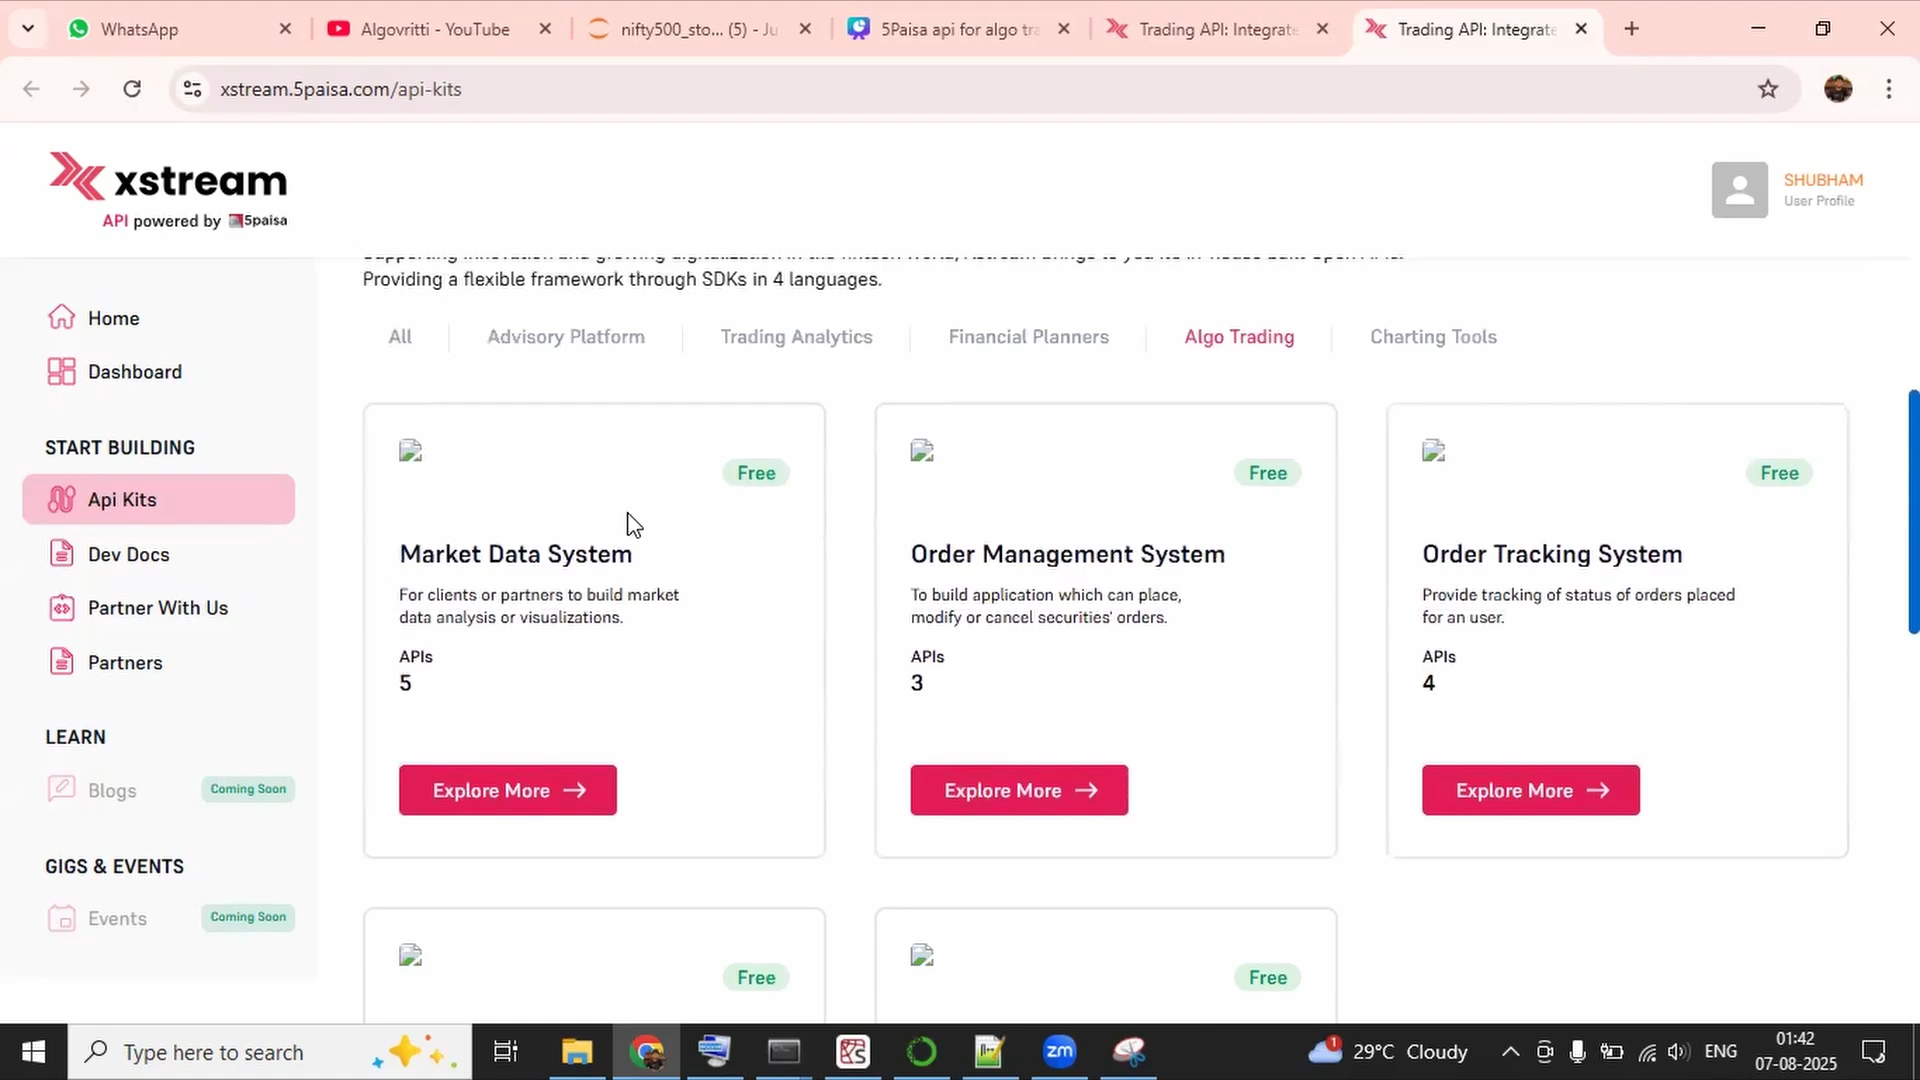 WhatsApp
Algovritti - YouTube
nifty500_sto... (5) - Ju
5Paisa api for algo tra
Trading API: Integrate
Trading API: Integrate
xstream.5paisa.com/api-kits
xstream
API powered by 5paisa
SHUBHAM
User Profile
Providing a flexible framework through SDKs in 4 languages.
Home
Dashboard
START BUILDING
Api Kits
Dev Docs
Partner With Us
Partners
LEARN
Blogs
Coming Soon
GIGS & EVENTS
Events
Coming Soon
All
Advisory Platform
Trading Analytics
Financial Planners
Algo Trading
Charting Tools
Free
Market Data System
For clients or partners to build market
data analysis or visualizations.
APIs
5
Explore More
Free
Order Management System
To build application which can place,
modify or cancel securities' orders.
APIs
3
Explore More
Free
Order Tracking System
Provide tracking of status of orders placed
for an user.
APIs
4
Explore More
Free
Free
Type here to search
zm
1
29°C Cloudy
ENG
01:42
07-08-2025